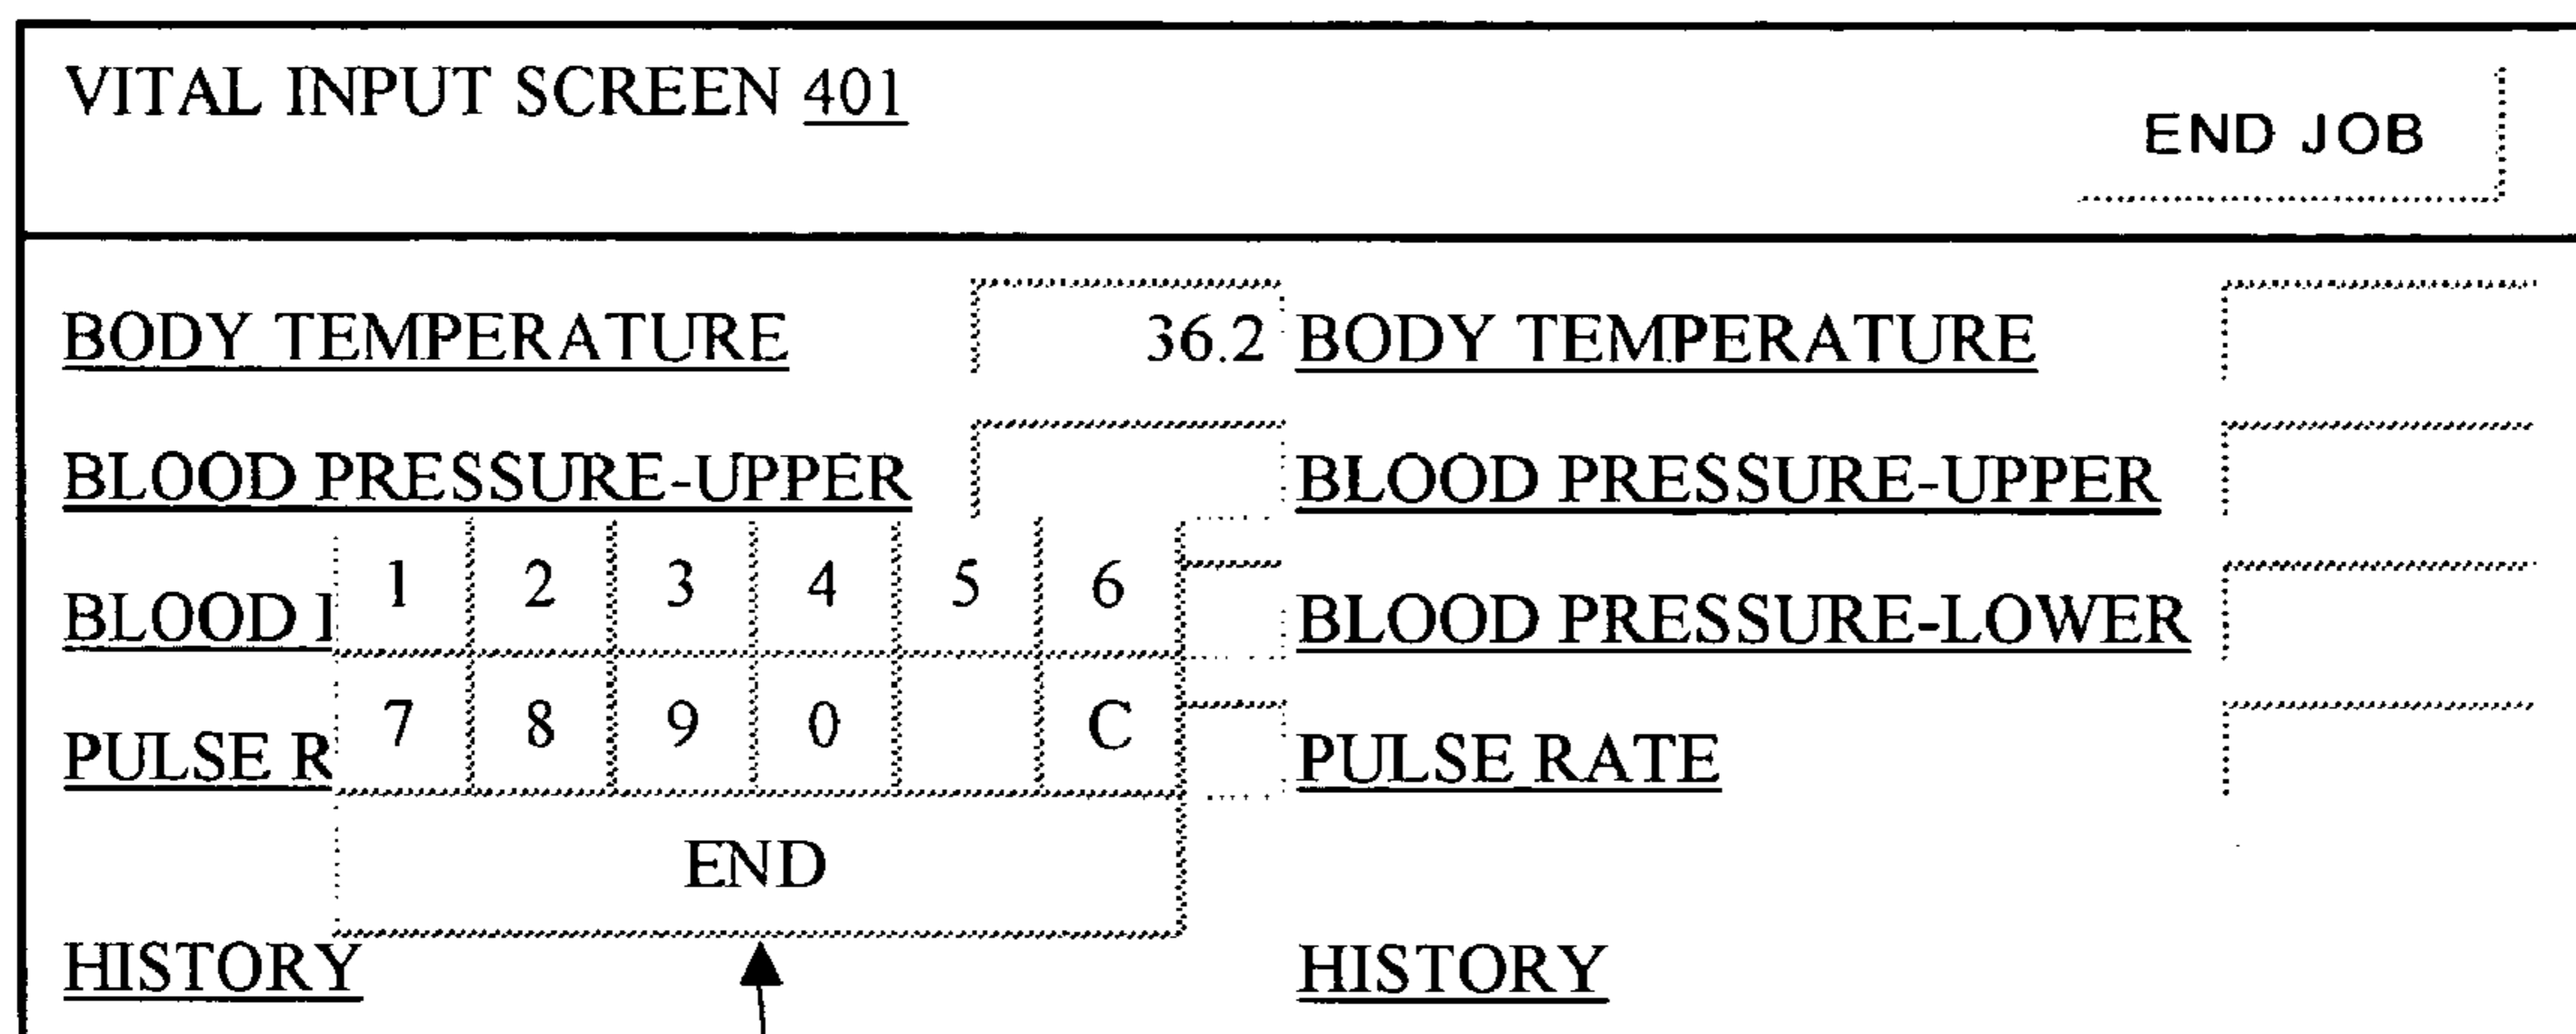 VITAL INPUT SCREEN 401
END JOB
BODY TEMPERATURE 36.2 BODY TEMPERATURE
BLOOD PRESSURE-UPPER BLOOD PRESSURE-UPPER
1 2 3 4 5 6
BLOOD BLOOD PRESSURE-LOWER
7 8 9 0 C
PULSE R PULSE RATE
END
HISTORY HISTORY